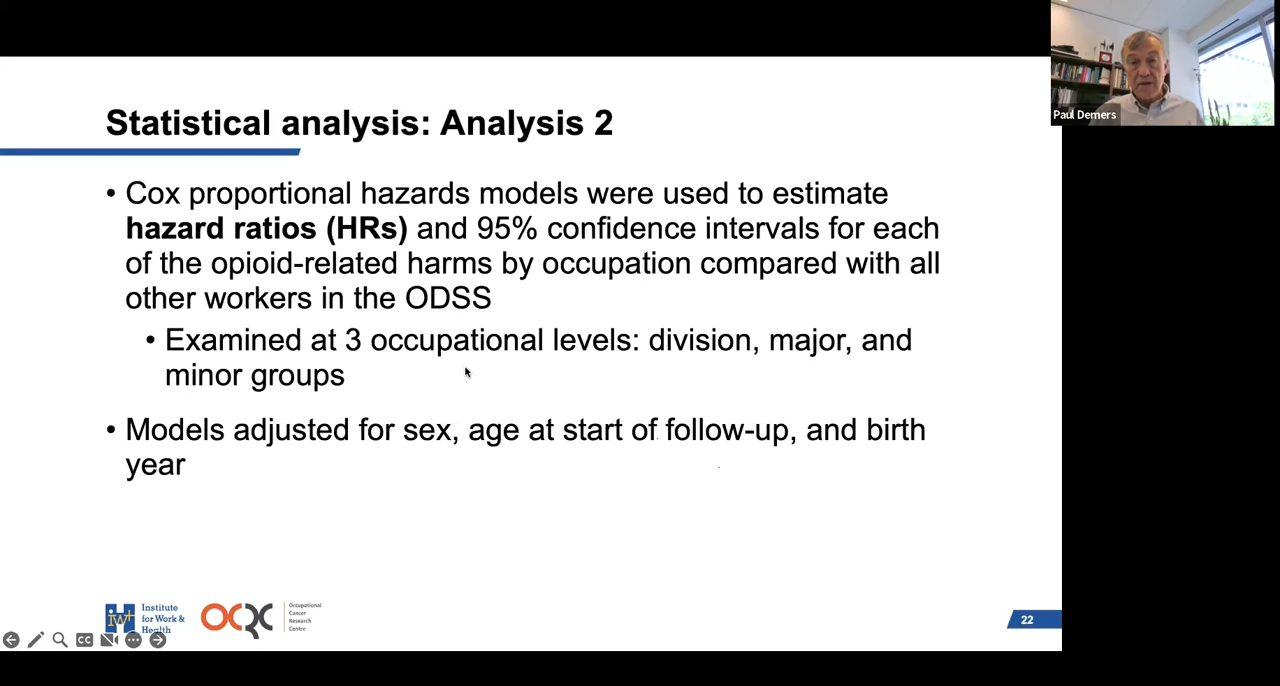 Statistical analysis: Analysis 2
• Cox proportional hazards models were used to estimate
hazard ratios (HRs) and 95% confidence intervals for each
of the opioid-related harms by occupation compared with all
other workers in the ODSS
• Examined at 3 occupational levels: division, major, and
minor groups
• Models adjusted for sex, age at start of follow-up, and birth
year
Paul Demers
iwh
Institute
for Work &
Health
OCRC
Occupational
Cancer
Research
Centre
22
CC